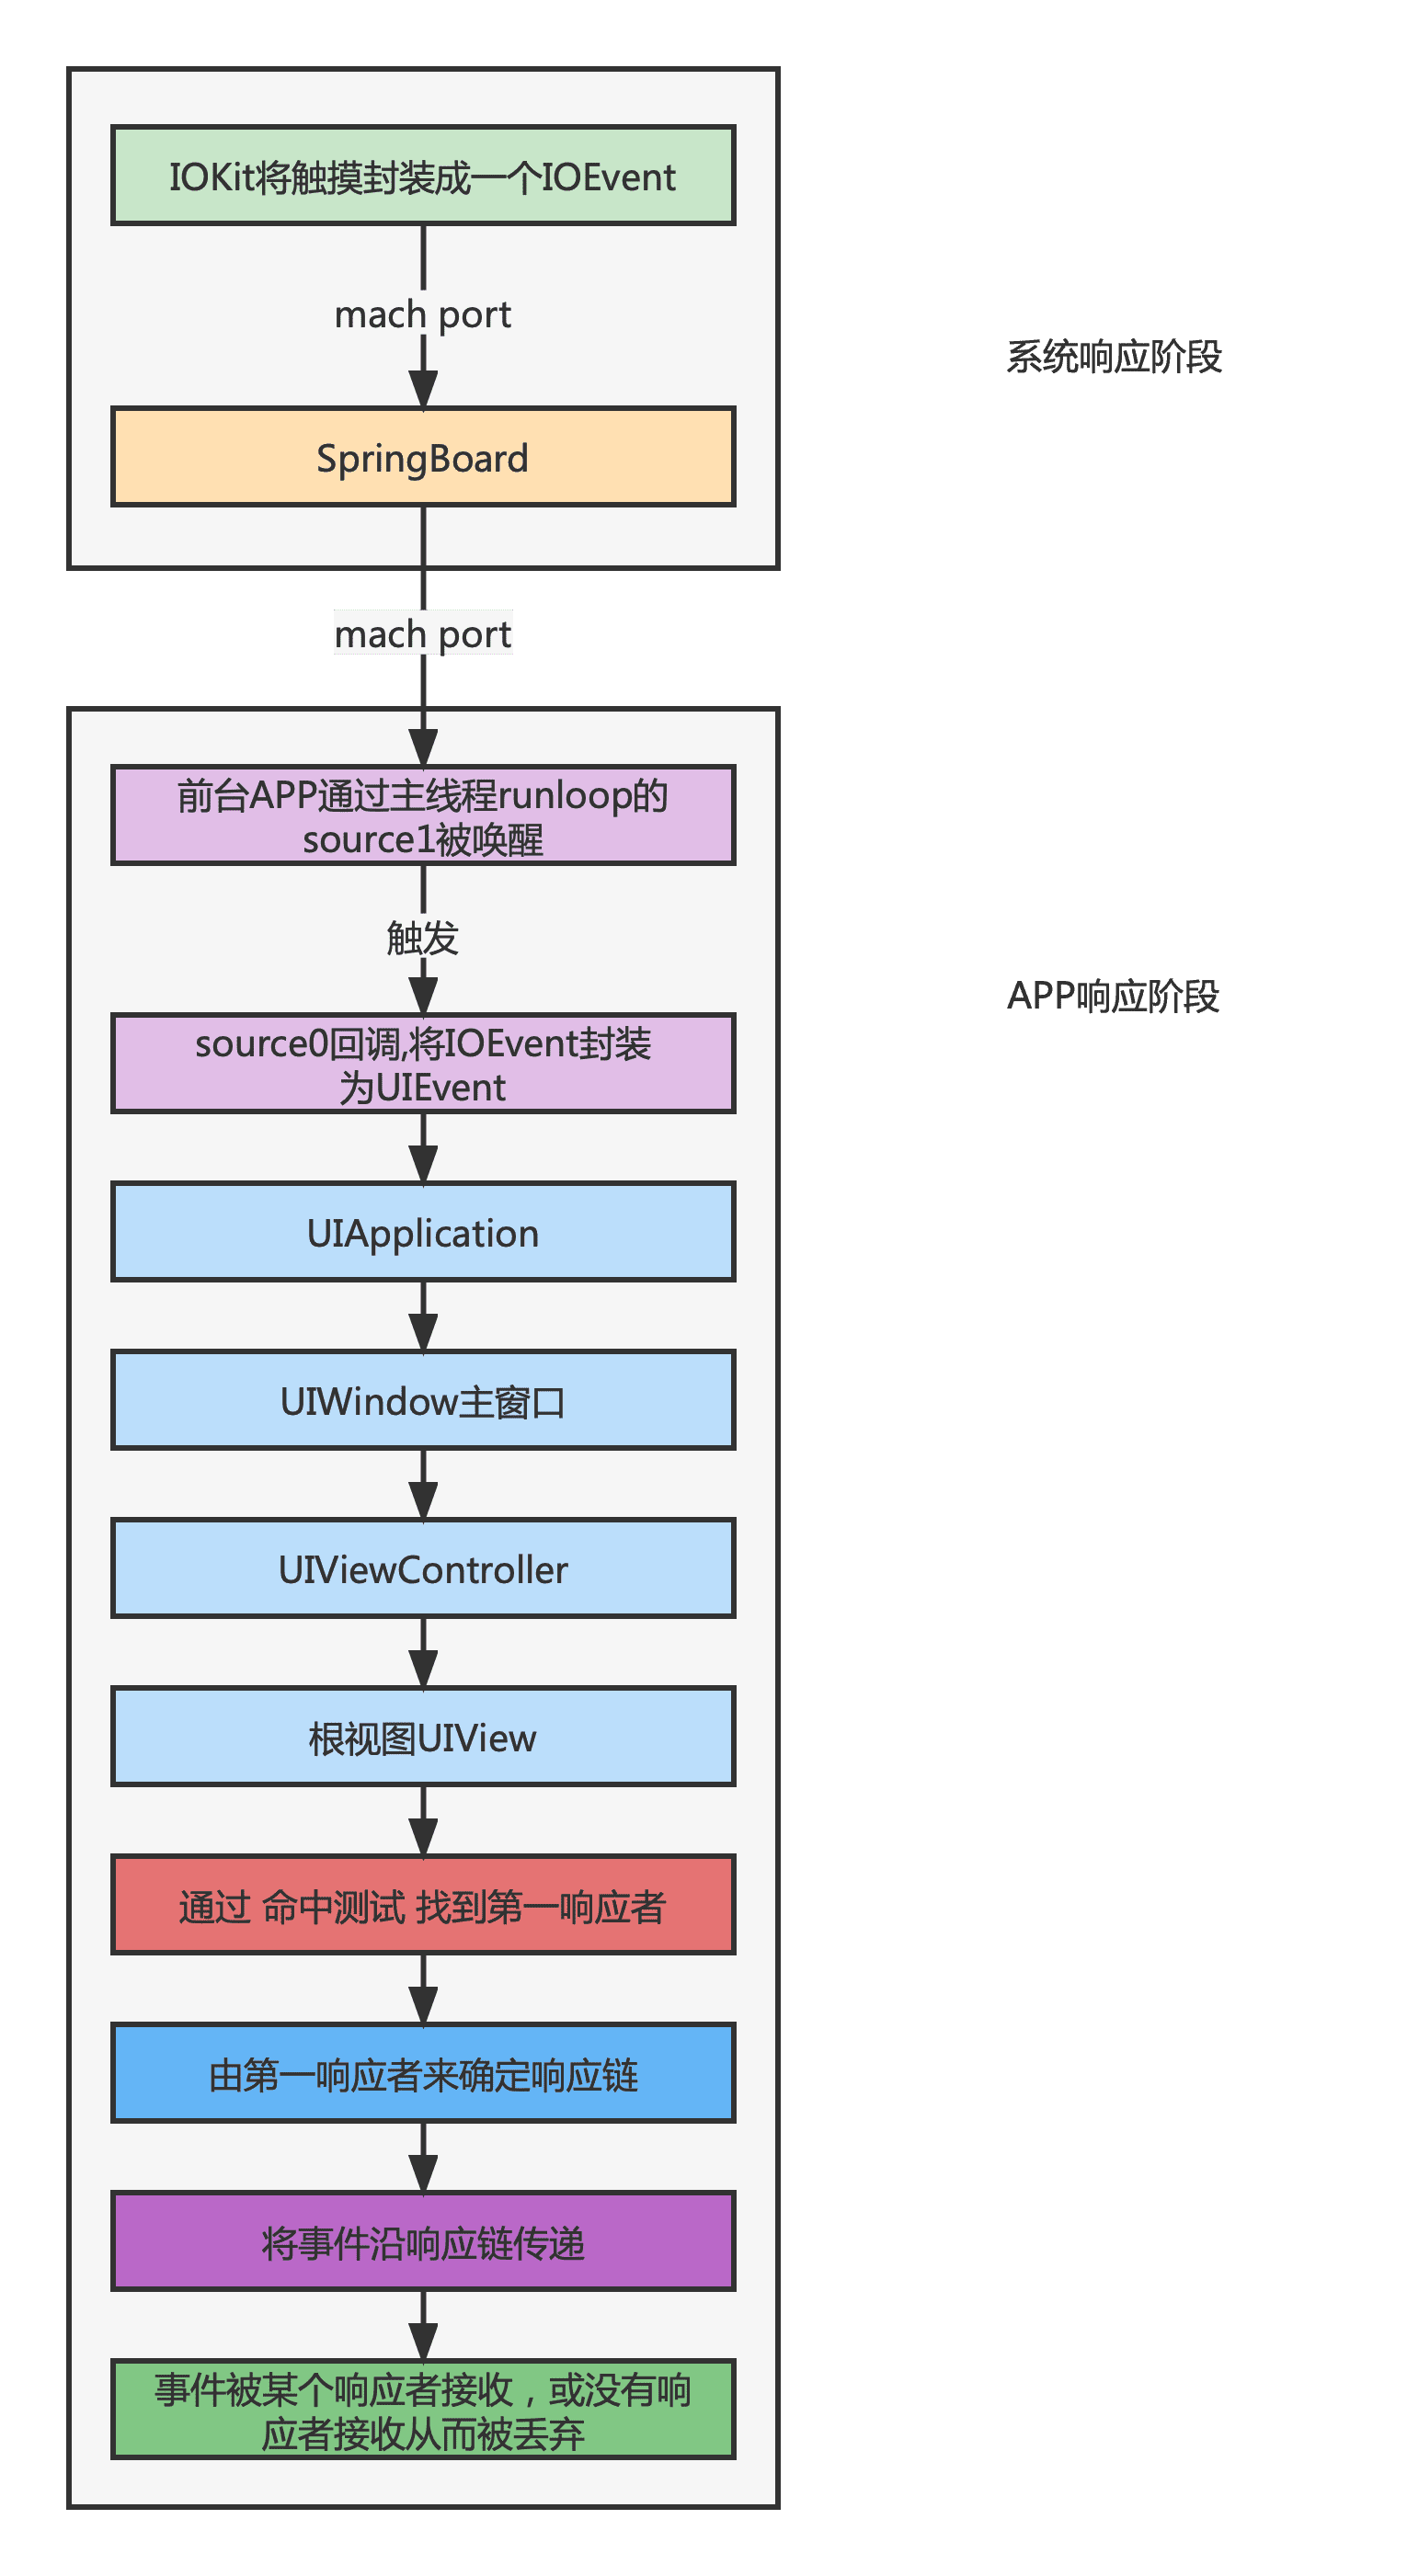 IOKit将触摸封装成一个IOEvent
mach port
系统响应阶段
SpringBoard
mach port
前台APP通过主线程runloop的
source1被唤醒
触发
APP响应阶段
source0回调,将IOEvent封装
为UIEvent
UIApplication
UIWindow主窗口
UIViewController
根视图UIView
通过 命中测试 找到第一响应者
由第一响应者来确定响应链
将事件沿响应链传递
事件被某个响应者接收，或没有响
应者接收从而被丢弃